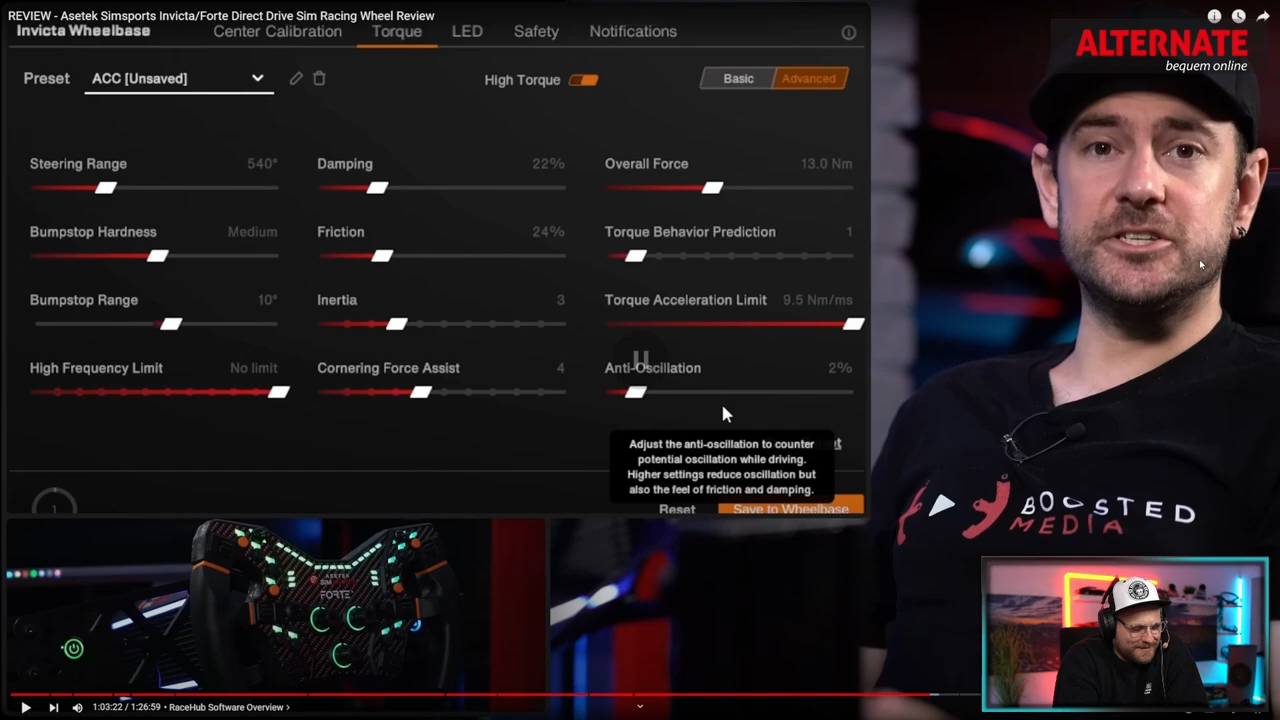 REVIEW - Asetek Simsports Invicta/Forte Direct Drive Sim Racing Wheel Review
Invicta Wheelbase
Center Calibration
Torque
LED
Safety
Notifications
ALTERNATE
bequem online
Preset
ACC [Unsaved]
High Torque
Basic
Advanced
Steering Range 540°
Damping 22%
Overall Force 13.0 Nm
Bumpstop Hardness Medium
Friction 24%
Torque Behavior Prediction 1
Bumpstop Range 10°
Inertia 3
Torque Acceleration Limit 9.5 Nm/ms
High Frequency Limit No limit
Cornering Force Assist 4
Anti-Oscillation 2%
Adjust the anti-oscillation to counter
potential oscillation while driving.
Higher settings reduce oscillation but
also the feel of friction and damping.
Reset
Save to Wheelbase
1
BOOSTED
MEDIA
ASETEK
SIM
FORTE
1:03:22 / 1:26:59 • RaceHub Software Overview >